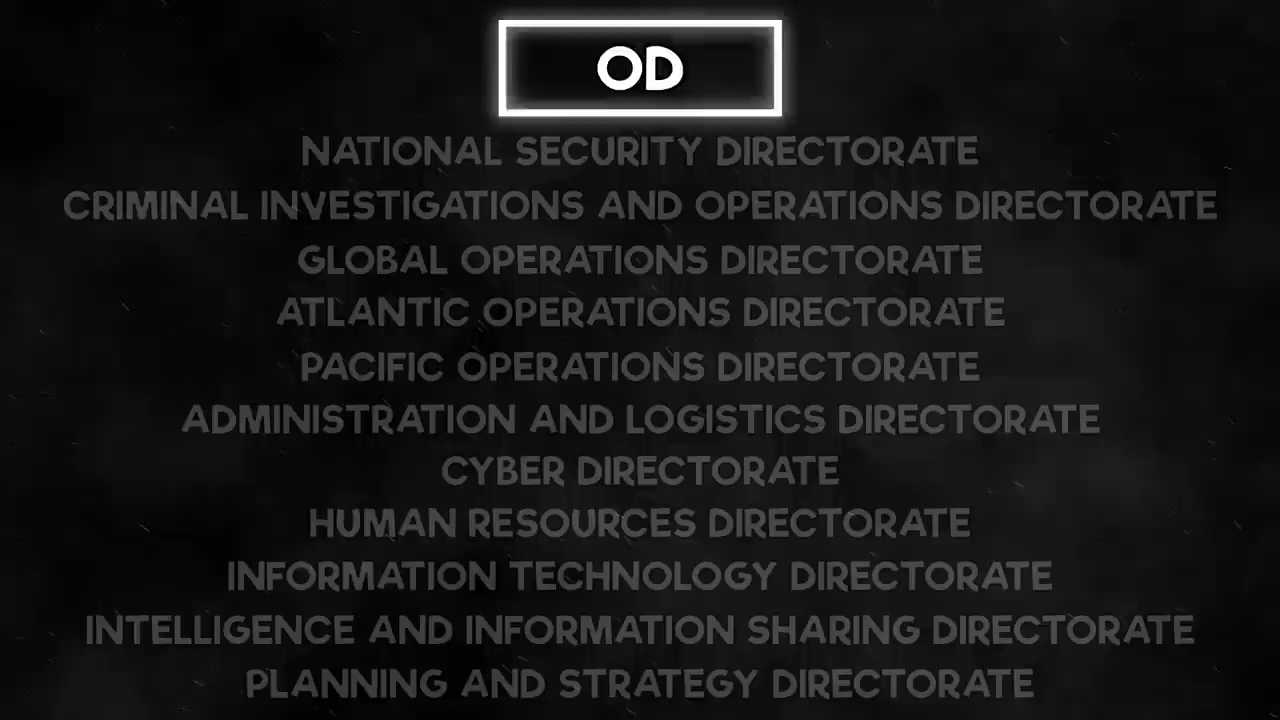 OD
NATIONAL SECURITY DIRECTORATE
CRIMINAL INVESTIGATIONS AND OPERATIONS DIRECTORATE
GLOBAL OPERATIONS DIRECTORATE
ATLANTIC OPERATIONS DIRECTORATE
PACIFIC OPERATIONS DIRECTORATE
ADMINISTRATION AND LOGISTICS DIRECTORATE
CYBER DIRECTORATE
HUMAN RESOURCES DIRECTORATE
INFORMATION TECHNOLOGY DIRECTORATE
INTELLIGENCE AND INFORMATION SHARING DIRECTORATE
PLANNING AND STRATEGY DIRECTORATE